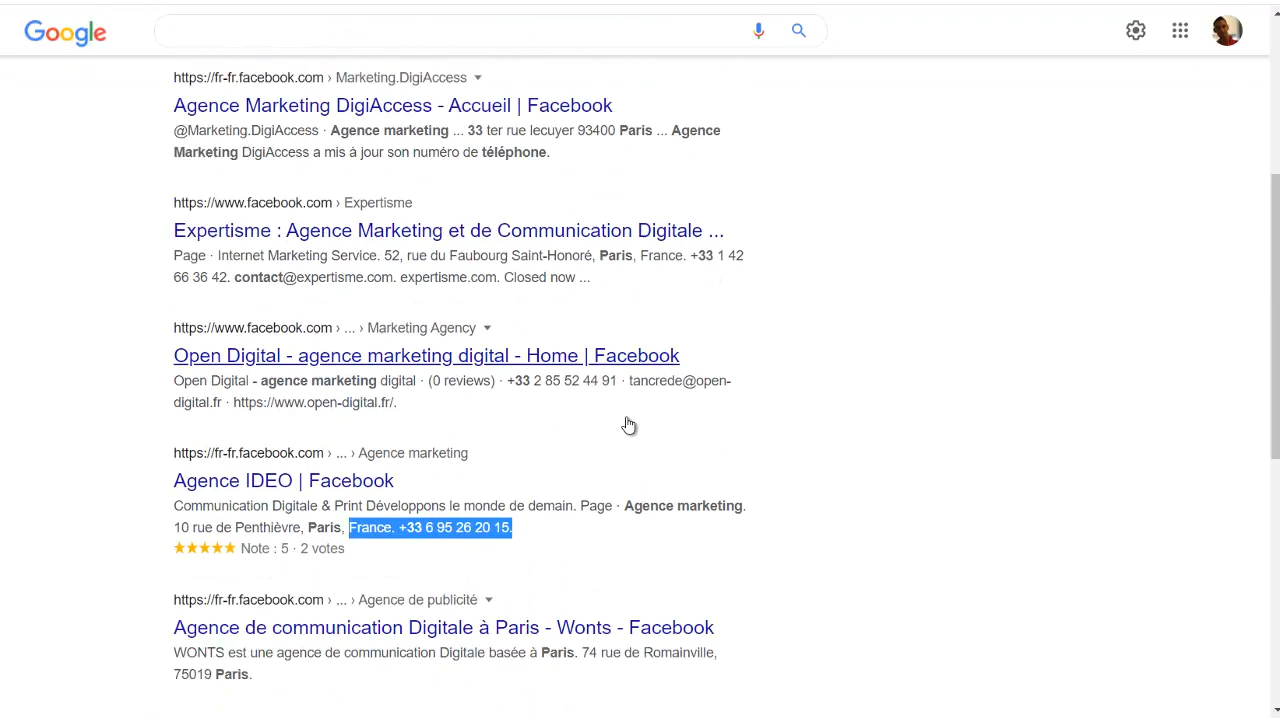 Google
https://fr-fr.facebook.com › Marketing.DigiAccess
Agence Marketing DigiAccess - Accueil | Facebook
@Marketing.DigiAccess · Agence marketing ... 33 ter rue lecuyer 93400 Paris ... Agence
Marketing DigiAccess a mis à jour son numéro de téléphone.
https://www.facebook.com › Expertisme
Expertisme : Agence Marketing et de Communication Digitale ...
Page · Internet Marketing Service. 52, rue du Faubourg Saint-Honoré, Paris, France. +33 1 42
66 36 42. contact@expertisme.com. expertisme.com. Closed now ...
https://www.facebook.com › ... › Marketing Agency
Open Digital - agence marketing digital - Home | Facebook
Open Digital - agence marketing digital · (0 reviews) · +33 2 85 52 44 91 · tancrede@open-
digital.fr · https://www.open-digital.fr/.
https://fr-fr.facebook.com › ... › Agence marketing
Agence IDEO | Facebook
Communication Digitale & Print Développons le monde de demain. Page · Agence marketing.
10 rue de Penthièvre, Paris, France. +33 6 95 26 20 15.
Note : 5 · 2 votes
https://fr-fr.facebook.com › ... › Agence de publicité
Agence de communication Digitale à Paris - Wonts - Facebook
WONTS est une agence de communication Digitale basée à Paris. 74 rue de Romainville,
75019 Paris.